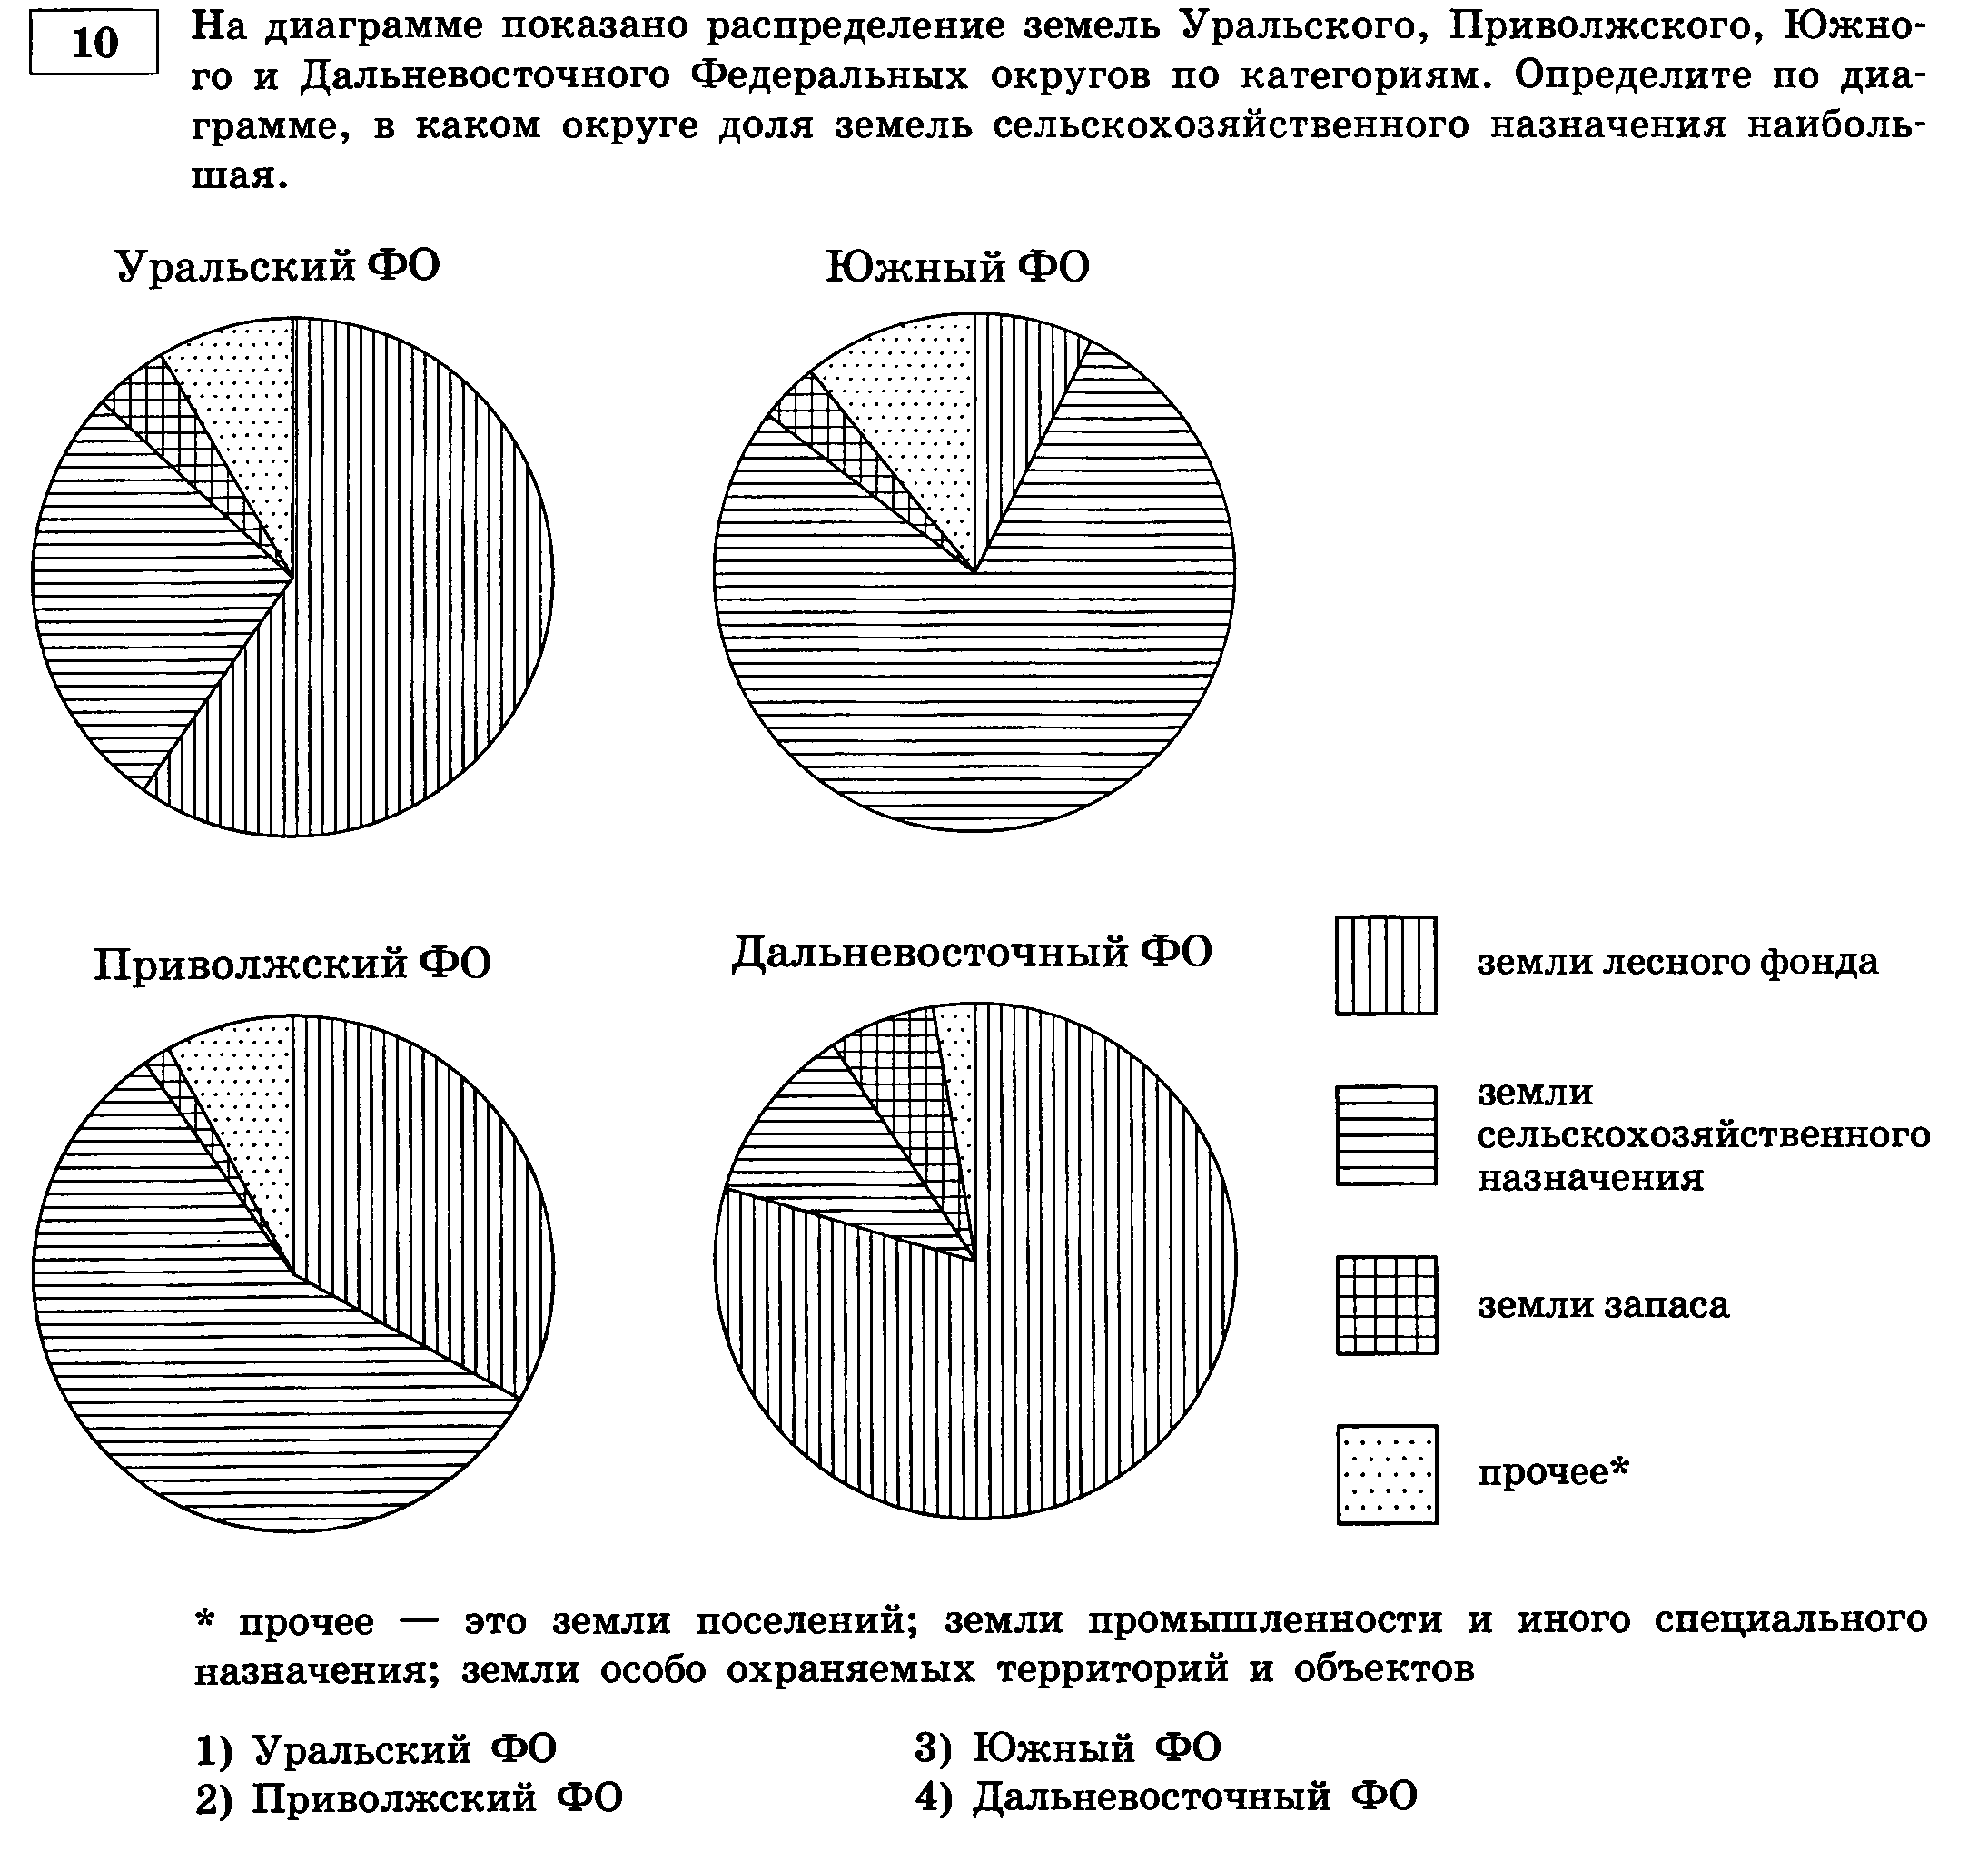 10
На диаграмме показано распределение земель Уральского, Приволжского, Южно-
го и Дальневосточного Федеральных округов по категориям. Определите по диа-
грамме, в каком округе доля земель сельскохозяйственного назначения наиболь-
шая.
Уральский ФО
Южный ФО
Приволжский ФО
Дальневосточный ФО
земли лесного фонда
земли
сельскохозяйственного
назначения
земли запаса
прочее*
* прочее — это земли поселений; земли промышленности и иного специального
назначения; земли особо охраняемых территорий и объектов
1) Уральский ФО
2) Приволжский ФО
3) Южный ФО
4) Дальневосточный ФО